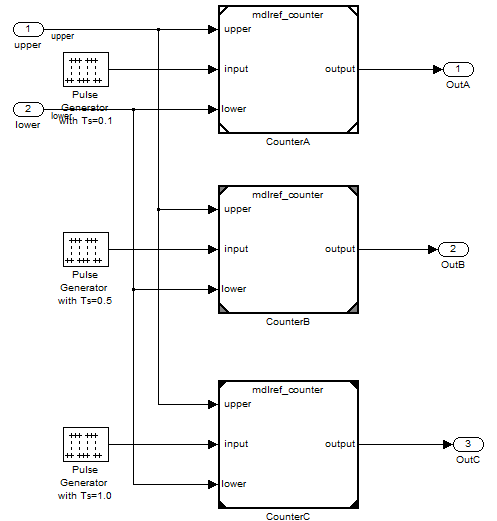 mdlref_counter
1 upper upper input output 1
upper
OutA
Pulse
Generator
with Ts=0.1
2 lower lower
lower
CounterA
mdlref_counter
upper
input output 2
OutB
Pulse
Generator
with Ts=0.5
lower
CounterB
mdlref_counter
upper
input output 3
OutC
Pulse
Generator
with Ts=1.0
lower
CounterC